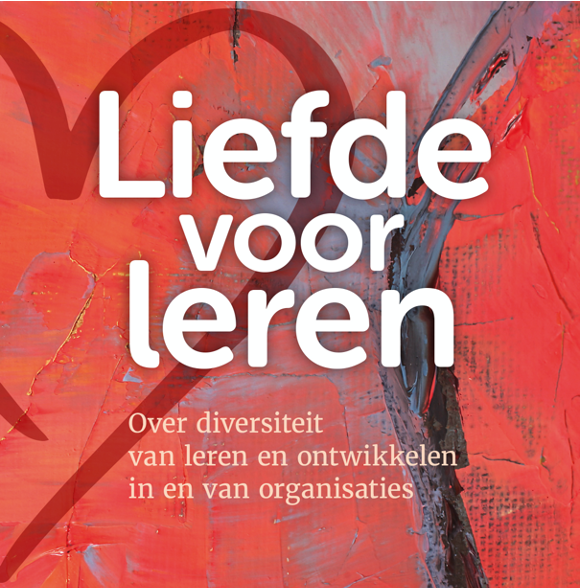 Liefde
voor
leren
Over diversiteit
van leren en ontwikkelen
in en van organisaties